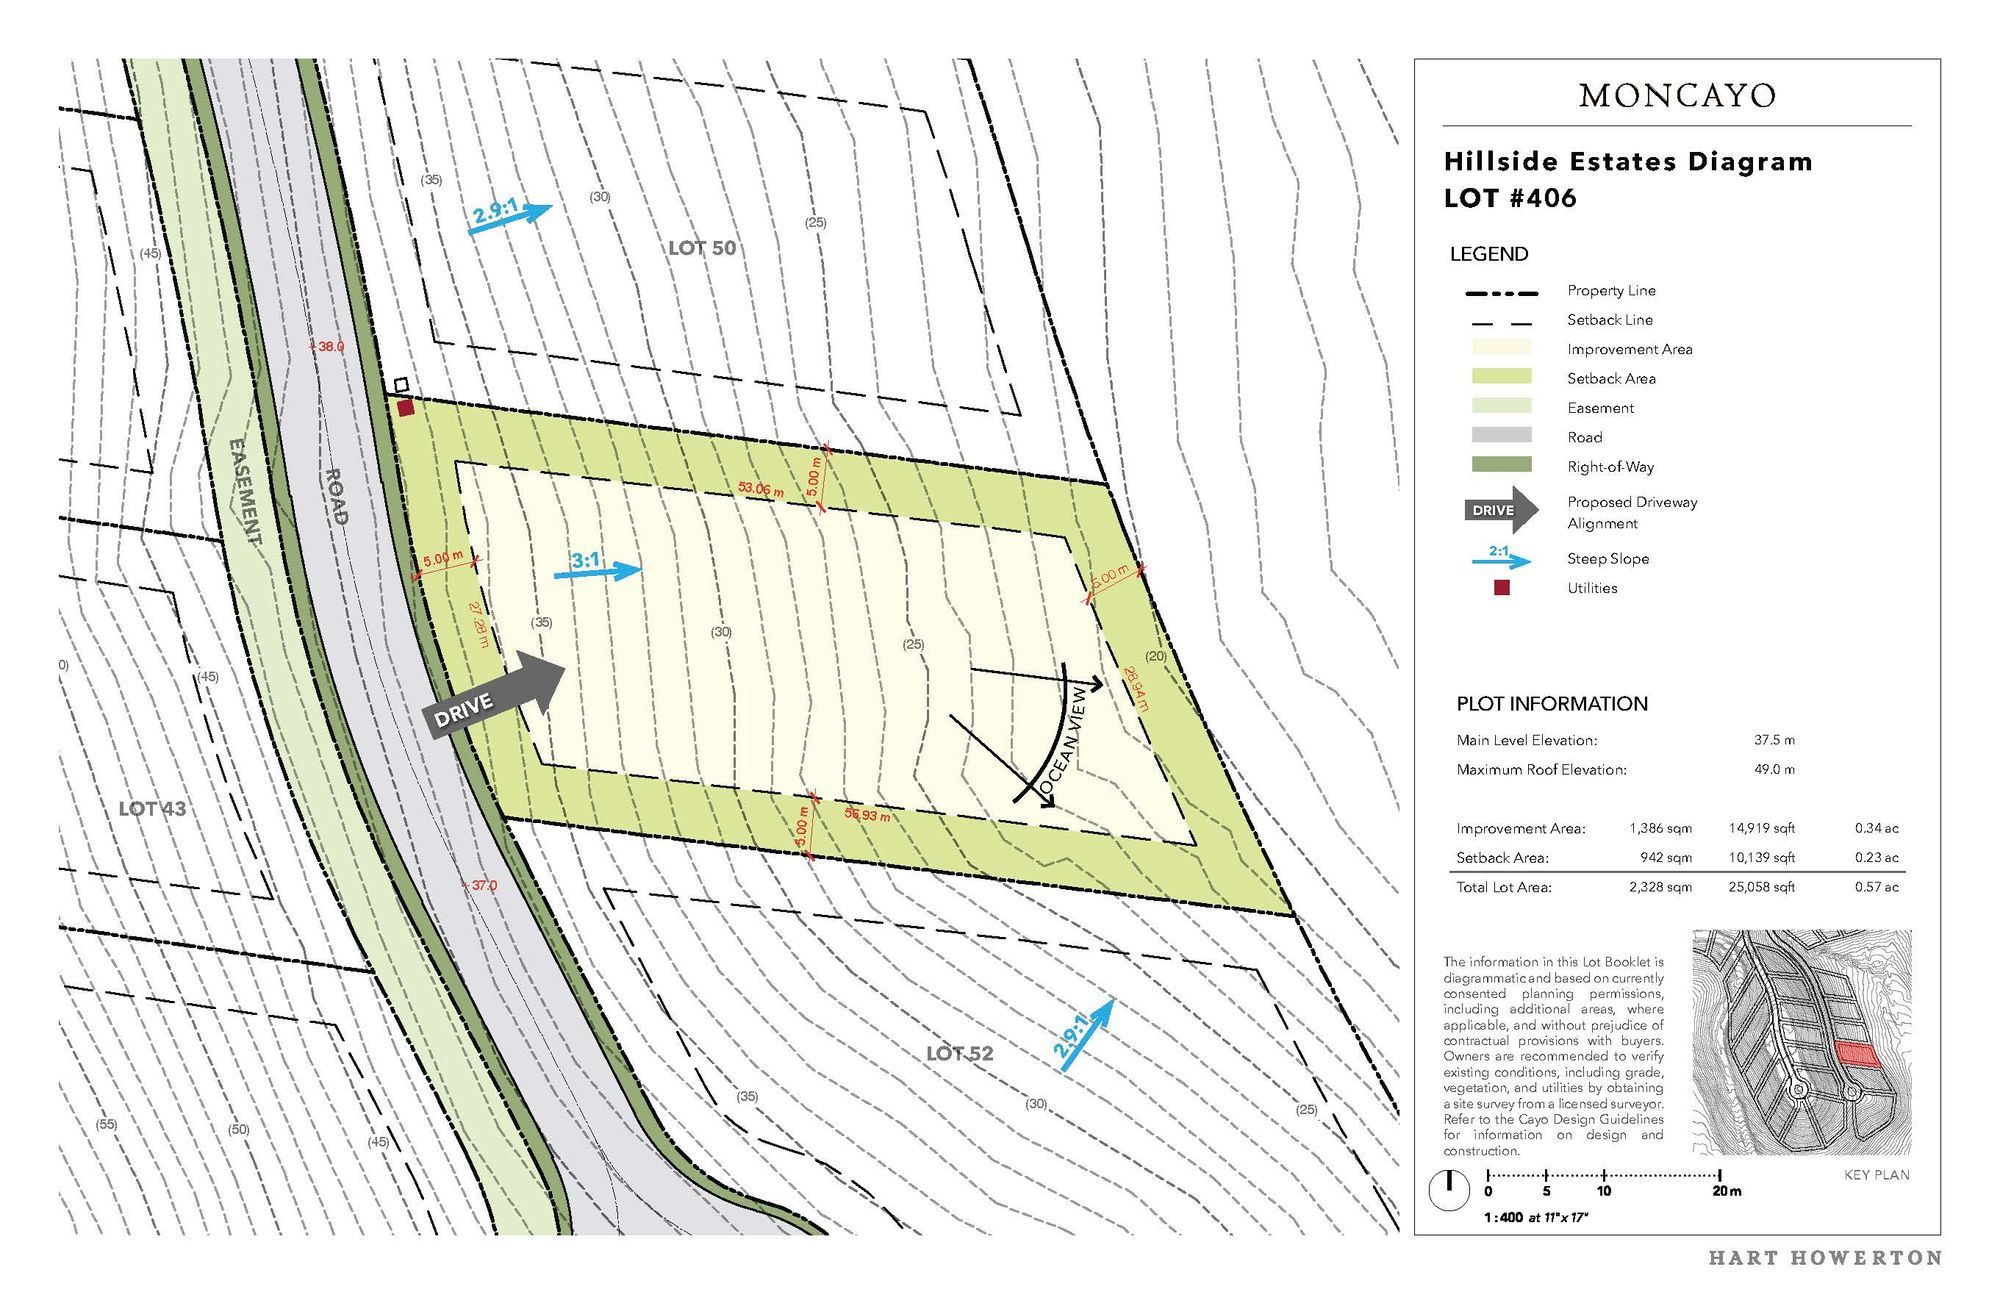 MONCAYO
Hillside Estates Diagram
LOT #406
LEGEND
Property Line
Setback Line
Improvement Area
Setback Area
Easement
Road
Right-of-Way
DRIVE
Proposed Driveway
Alignment
2:1
Steep Slope
Utilities
PLOT INFORMATION
Main Level Elevation: 37.5 m
Maximum Roof Elevation: 49.0 m
Improvement Area: 1,386 sqm 14,919 sqft 0.34 ac
Setback Area: 942 sqm 10,139 sqft 0.23 ac
Total Lot Area: 2,328 sqm 25,058 sqft 0.57 ac
The information in this Lot Booklet is
diagrammatic and based on currently
consented planning permissions,
including additional areas, where
applicable, and without prejudice of
contractual provisions with buyers.
Owners are recommended to verify
existing conditions, including grade,
vegetation, and utilities by obtaining
a site survey from a licensed surveyor.
Refer to the Cayo Design Guidelines
for information on design and
construction.
KEY PLAN
0 5 10 20m
1:400 at 11"x 17"
HART HOWERTON
(35)
2.9:1
(30)
(25)
LOT 50
(45)
+38.0
EASEMENT
ROAD
53.06 m
5.00 m
5.00 m
3:1
5.00 m
27.28 m
(35)
(30)
(25)
(20)
28.94 m
DRIVE
OCEAN VIEW
0)
(45)
LOT 43
5.00 m
56.93 m
+37.0
LOT 52
2.9:1
(35)
(30)
(25)
(55)
(50)
(45)